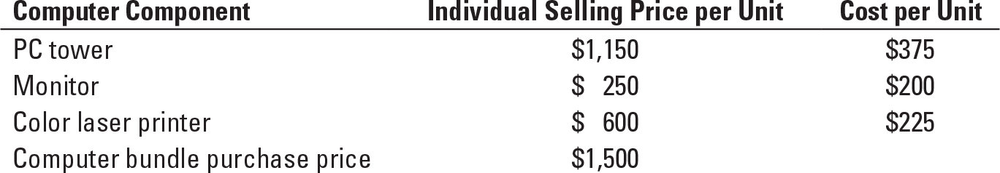 Computer Component Individual Selling Price per Unit Cost per Unit
PC tower $1,150 $375
Monitor $ 250 $200
Color laser printer $ 600 $225
Computer bundle purchase price $1,500